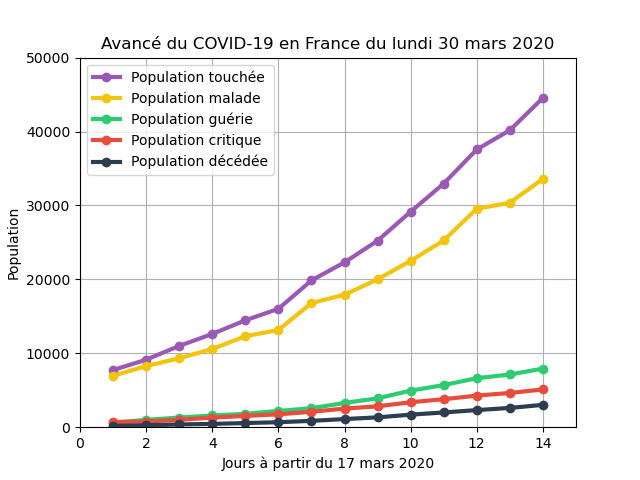 Avancé du COVID-19 en France du lundi 30 mars 2020
50000
40000
30000
20000
10000
0
Population
Population touchée
Population malade
Population guérie
Population critique
Population décédée
0 2 4 6 8 10 12 14
Jours à partir du 17 mars 2020